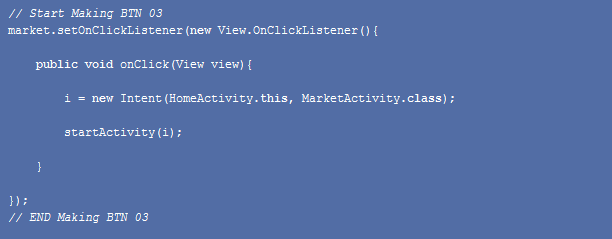 // Start Making BTN 03
market.setOnClickListener(new View.OnClickListener(){
public void onClick(View view){
i = new Intent(HomeActivity.this, MarketActivity.class);
startActivity(i);
}
});
// END Making BTN 03